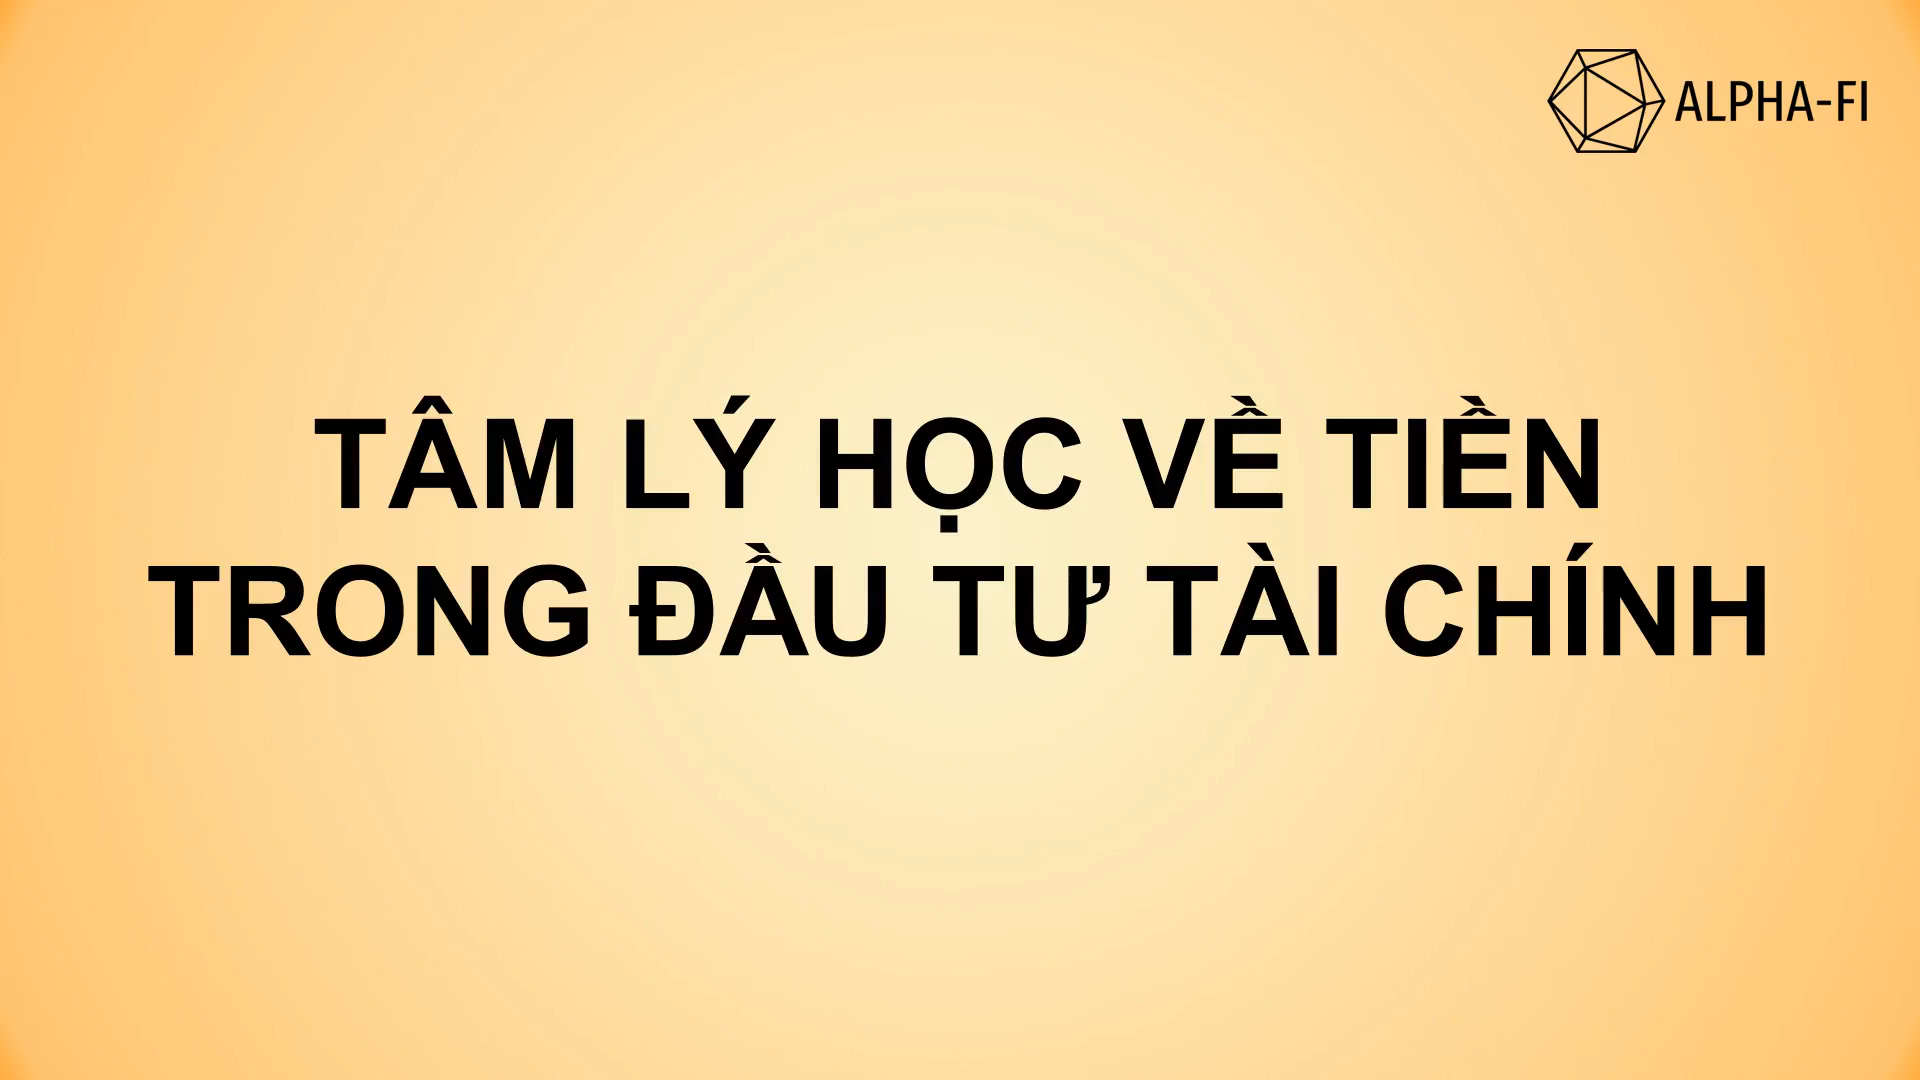 ALPHA-FI
TÂM LÝ HỌC VỀ TIỀN
TRONG ĐẦU TƯ TÀI CHÍNH